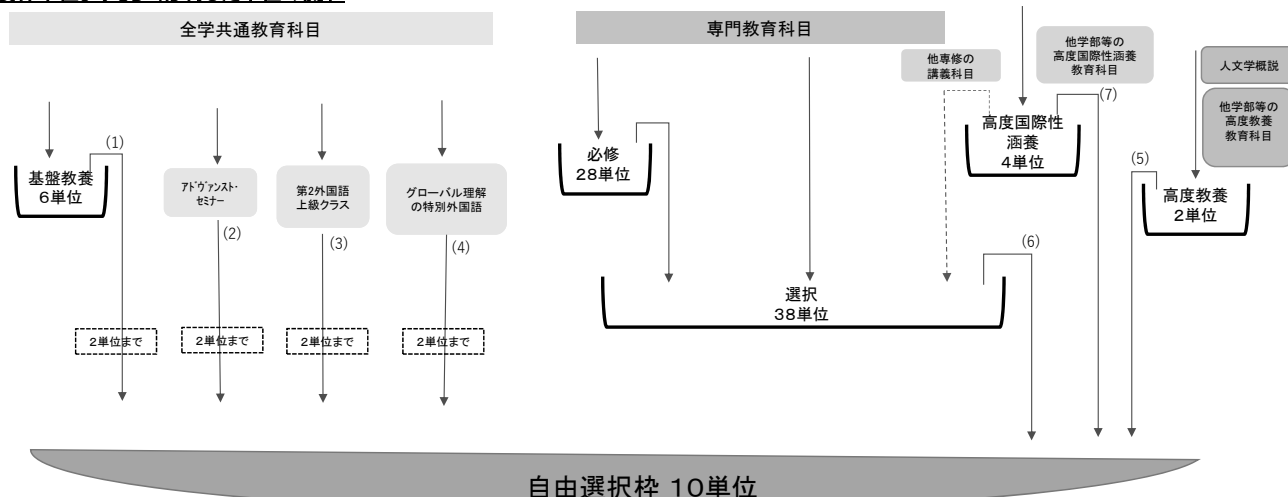 全学共通教育科目
専門教育科目
他専修の
講義科目
他学部等の
高度国際性涵養
教育科目
人文学概説
他学部等の
高度教養
教育科目
(1)
(7)
(5)
基盤教養
6単位
ｱﾄﾞｳﾞｧﾝｽﾄ･
ｾﾐﾅｰ
第2外国語
上級クラス
グローバル理解
の特別外国語
必修
28単位
高度国際性
涵養
4単位
高度教養
2単位
(2)
(3)
(4)
(6)
選択
38単位
2単位まで
2単位まで
2単位まで
2単位まで
自由選択枠 10単位